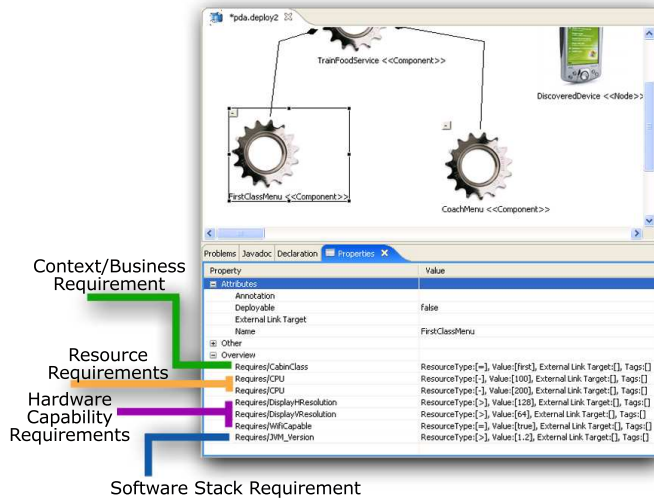 *pda.deploy2
TrainFoodService <<Component>>
DiscoveredDevice <<Node>>
FirstClassMenu <<Component>>
CoachMenu <<Component>>
Problems Javadoc Declaration Properties
Property Value
Attributes
Annotation
Deployable false
External Link Target
Name FirstClassMenu
Other
Overview
Requires/CabinClass ResourceType:[=], Value:[first], External Link Target:[], Tags:[]
Requires/CPU ResourceType:[-], Value:[100], External Link Target:[], Tags:[]
Requires/CPU ResourceType:[-], Value:[200], External Link Target:[], Tags:[]
Requires/DisplayHResolution ResourceType:[>], Value:[128], External Link Target:[], Tags:[]
Requires/DisplayVResolution ResourceType:[>], Value:[64], External Link Target:[], Tags:[]
Requires/WifiCapable ResourceType:[=], Value:[true], External Link Target:[], Tags:[]
Requires/JVM_Version ResourceType:[>], Value:[1.2], External Link Target:[], Tags:[]
Context/Business
Requirement
Resource
Requirements
Hardware
Capability
Requirements
Software Stack Requirement